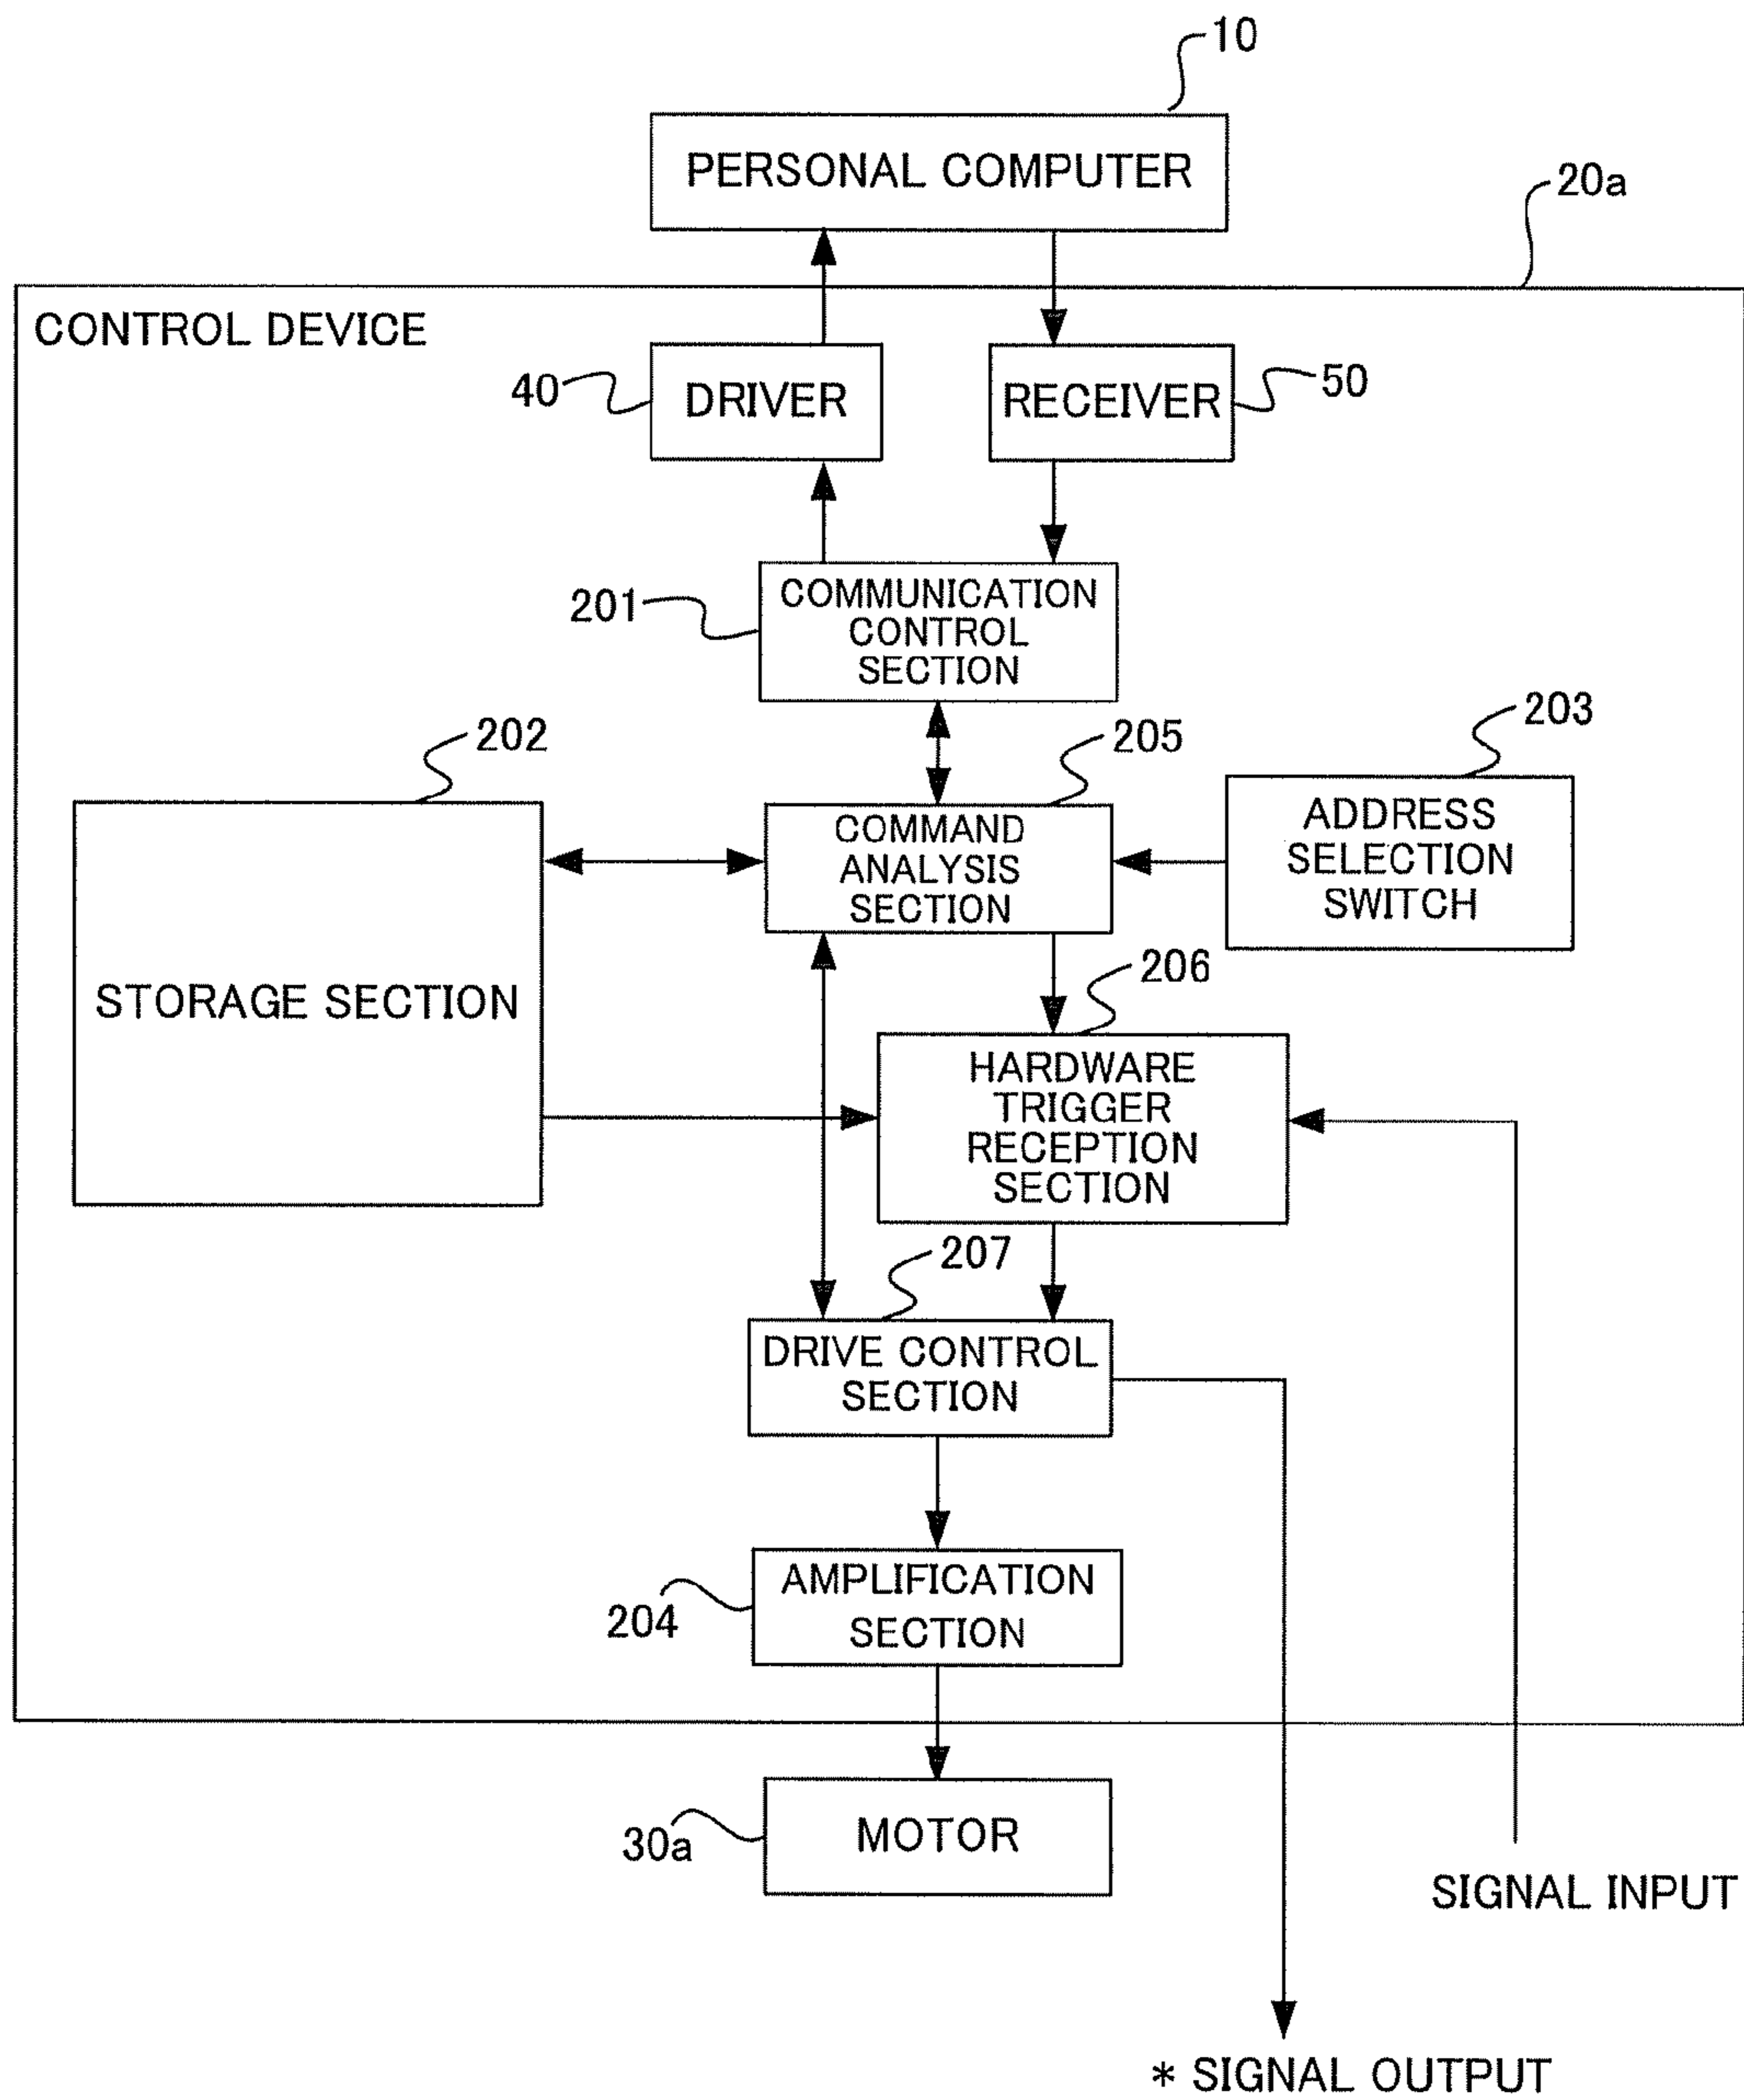 10
PERSONAL COMPUTER
20a
CONTROL DEVICE
40
DRIVER
RECEIVER
50
201
COMMUNICATION
CONTROL
SECTION
202
205
203
STORAGE SECTION
COMMAND
ANALYSIS
SECTION
ADDRESS
SELECTION
SWITCH
206
HARDWARE
TRIGGER
RECEPTION
SECTION
207
DRIVE CONTROL
SECTION
204
AMPLIFICATION
SECTION
30a
MOTOR
SIGNAL INPUT
* SIGNAL OUTPUT